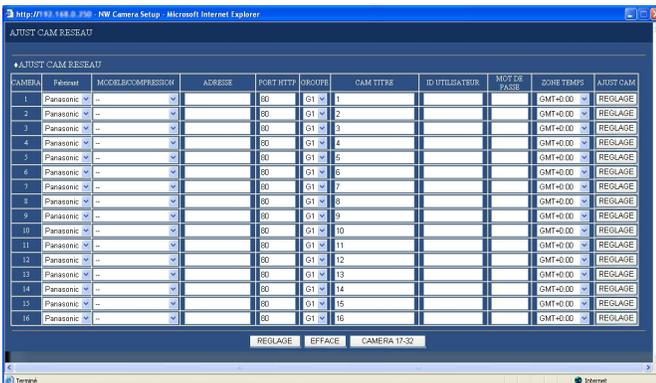 http://192.168.0.250 - NW Camera Setup - Microsoft Internet Explorer
AJUST CAM RESEAU
♦AJUST CAM RESEAU
CAMERA Fabricant MODELE/COMPRESSION ADRESSE PORT HTTP GROUPE CAM TITRE ID UTILISATEUR MOT DE PASSE ZONE TEMPS AJUST CAM
1 Panasonic -- 80 G1 1 GMT+0:00 REGLAGE
2 Panasonic -- 80 G1 2 GMT+0:00 REGLAGE
3 Panasonic -- 80 G1 3 GMT+0:00 REGLAGE
4 Panasonic -- 80 G1 4 GMT+0:00 REGLAGE
5 Panasonic -- 80 G1 5 GMT+0:00 REGLAGE
6 Panasonic -- 80 G1 6 GMT+0:00 REGLAGE
7 Panasonic -- 80 G1 7 GMT+0:00 REGLAGE
8 Panasonic -- 80 G1 8 GMT+0:00 REGLAGE
9 Panasonic -- 80 G1 9 GMT+0:00 REGLAGE
10 Panasonic -- 80 G1 10 GMT+0:00 REGLAGE
11 Panasonic -- 80 G1 11 GMT+0:00 REGLAGE
12 Panasonic -- 80 G1 12 GMT+0:00 REGLAGE
13 Panasonic -- 80 G1 13 GMT+0:00 REGLAGE
14 Panasonic -- 80 G1 14 GMT+0:00 REGLAGE
15 Panasonic -- 80 G1 15 GMT+0:00 REGLAGE
16 Panasonic -- 80 G1 16 GMT+0:00 REGLAGE
REGLAGE EFFACE CAMERA 17-32
Terminé Internet